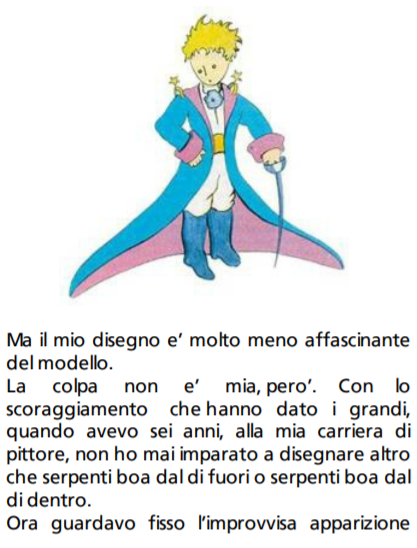 Ma il mio disegno e' molto meno affascinante
del modello.
La colpa non e' mia, pero'. Con lo
scoraggiamento che hanno dato i grandi,
quando avevo sei anni, alla mia carriera di
pittore, non ho mai imparato a disegnare altro
che serpenti boa dal di fuori o serpenti boa dal
di dentro.
Ora guardavo fisso l'improvvisa apparizione